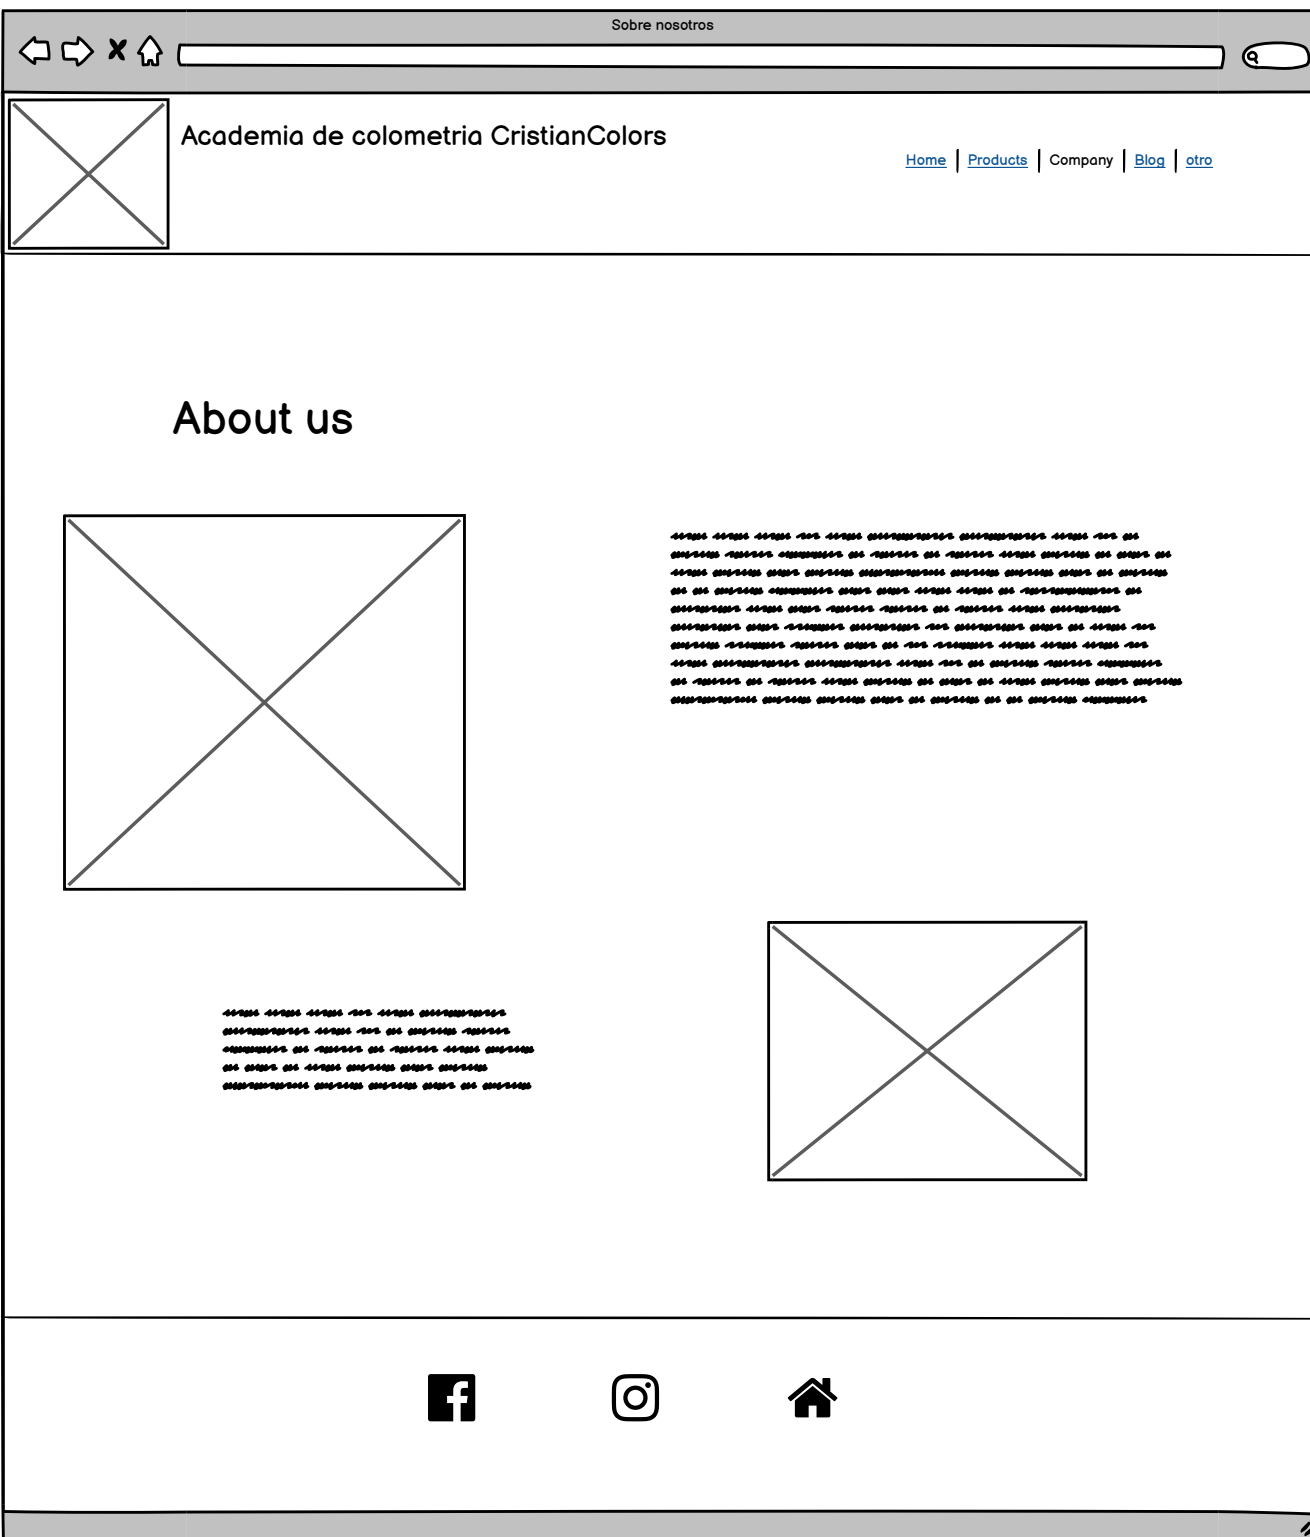 Sobre nosotros
Academia de colometria CristianColors
Home | Products | Company | Blog | otro
About us